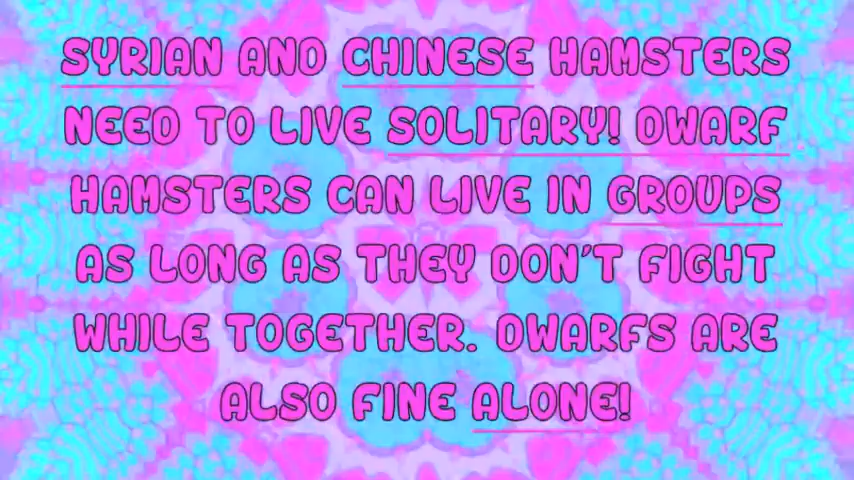 SYRIAN AND CHINESE HAMSTERS
NEED TO LIVE SOLITARY! DWARF
HAMSTERS CAN LIVE IN GROUPS
AS LONG AS THEY DON'T FIGHT
WHILE TOGETHER. DWARFS ARE
ALSO FINE ALONE!